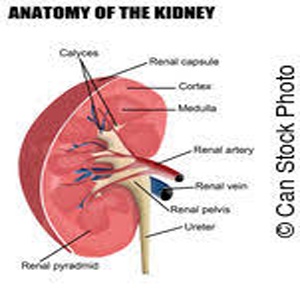 ANATOMY OF THE KIDNEY
Calyces
Renal capsule
Cortex
Medulla
Renal artery
Renal vein
Renal pelvis
Ureter
Renal pyradmid
© Can Stock Photo